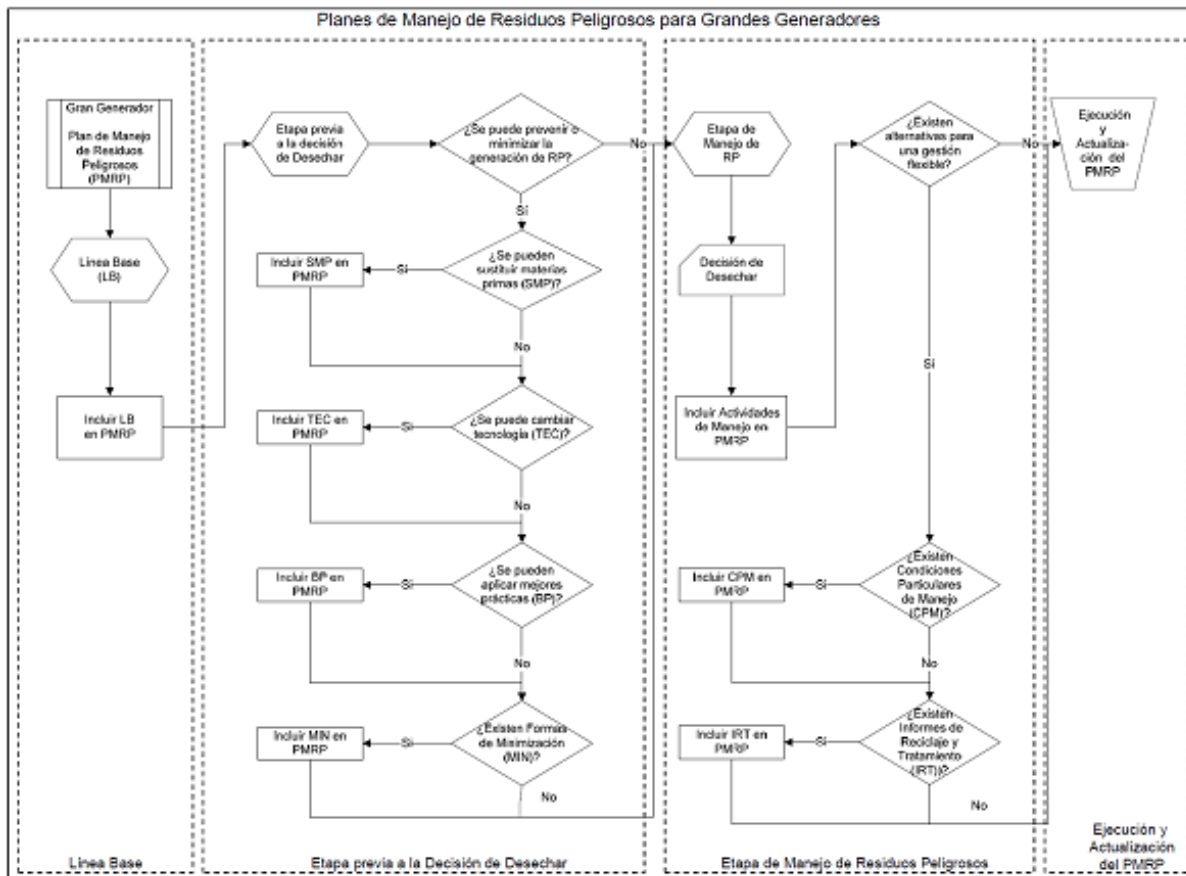 Planes de Manejo de Residuos Peligrosos para Grandes Generadores
Gran Generador
Plan de Manejo
de Residuos
Peligrosos
(PMRP)
Línea Base
(LB)
Incluir LB
en PMRP
Línea Base
Etapa previa
a la decisión
de Desechar
¿Se puede prevenir o
minimizar la
generación de RP?
No
Sí
¿Se pueden
sustituir materias
primas (SMP)?
Si
Incluir SMP en
PMRP
No
¿Se puede cambiar
tecnología (TEC)?
Si
Incluir TEC en
PMRP
No
¿Se pueden
aplicar mejores
prácticas (BP)?
Si
Incluir BP en
PMRP
No
¿Existen Formas
de Minimización
(MIN)?
Si
Incluir MIN en
PMRP
No
Etapa previa a la Decisión de Desechar
Etapa de
Manejo de
RP
Decisión de
Desechar
Incluir Actividades
de Manejo en
PMRP
¿Existen
alternativas para
una gestión
flexible?
No
Si
¿Existen
Condiciones
Particulares
de Manejo
(CPM)?
Si
Incluir CPM en
PMRP
No
¿Existen
Informes de
Reciclaje y
Tratamiento
(IRT))?
Si
Incluir IRT en
PMRP
No
Etapa de Manejo de Residuos Peligrosos
Ejecución
y
Actualiza-
ción del
PMRP
Ejecución y
Actualización
del PMRP